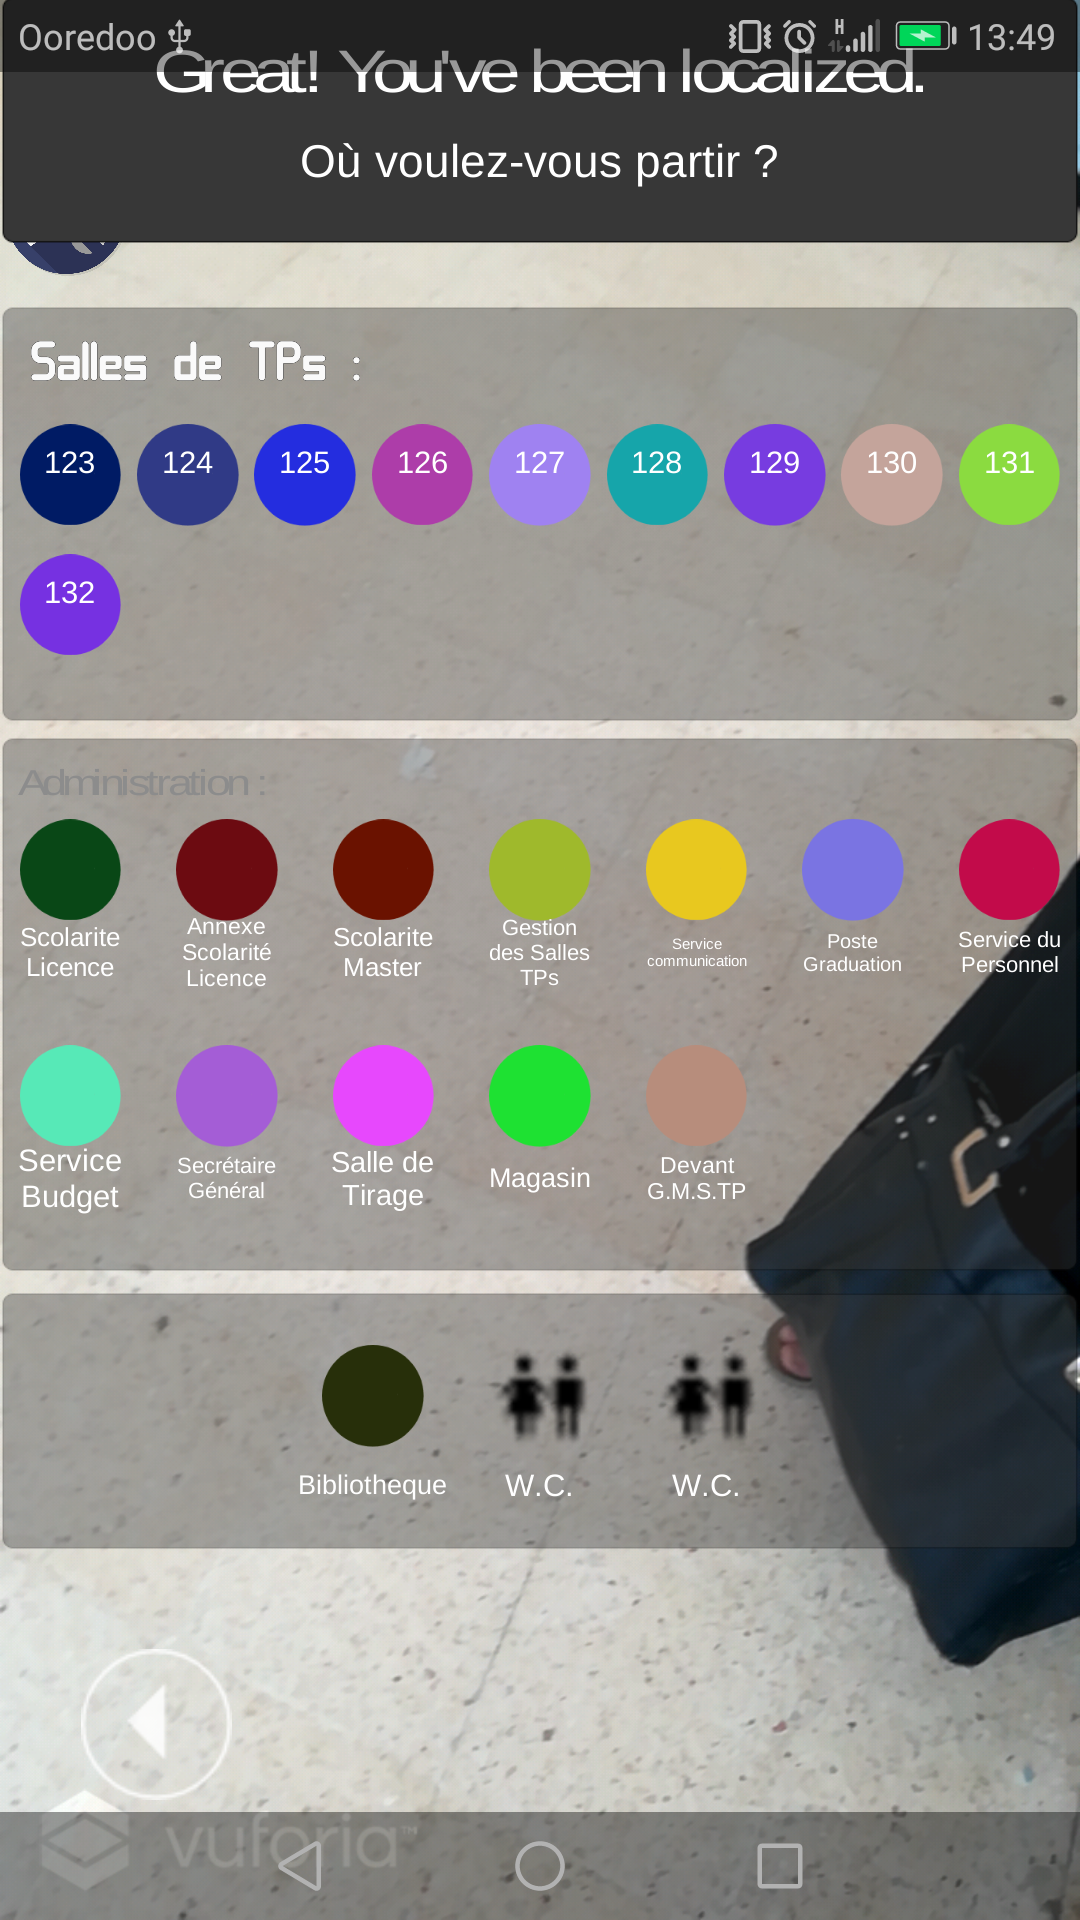 Ooredoo 13:49
H
Great! You've been localized.
Où voulez-vous partir ?
Salles de TPs :
123 124 125 126 127 128 129 130 131
132
Administration :
Scolarite Licence
Annexe Scolarité Licence
Scolarite Master
Gestion des Salles TPs
Service communication
Poste Graduation
Service du Personnel
Service Budget
Secrétaire Général
Salle de Tirage
Magasin
Devant G.M.S.TP
Bibliotheque W.C. W.C.
vuforia™